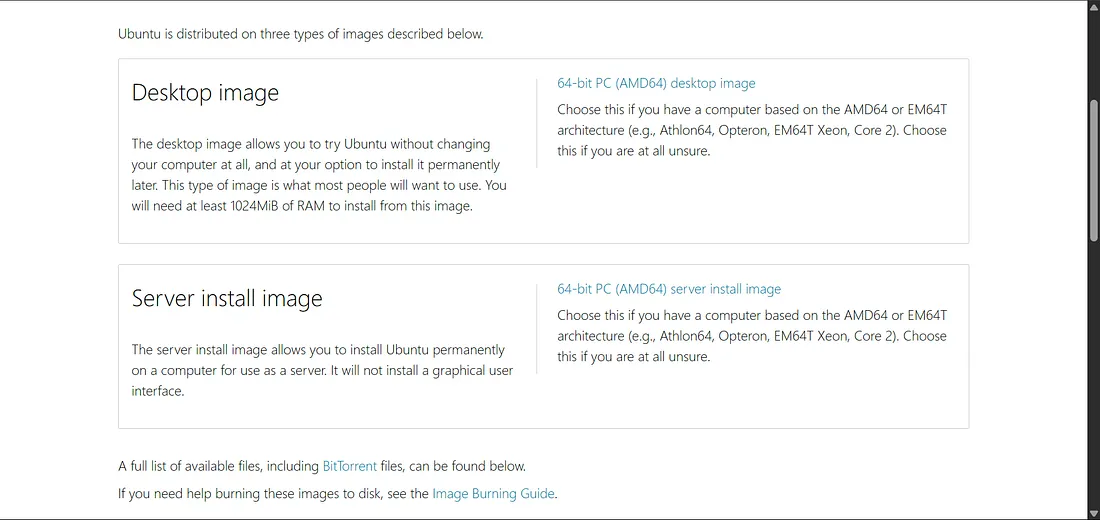 Ubuntu is distributed on three types of images described below.
Desktop image
The desktop image allows you to try Ubuntu without changing
your computer at all, and at your option to install it permanently
later. This type of image is what most people will want to use. You
will need at least 1024MiB of RAM to install from this image.
64-bit PC (AMD64) desktop image
Choose this if you have a computer based on the AMD64 or EM64T
architecture (e.g., Athlon64, Opteron, EM64T Xeon, Core 2). Choose
this if you are at all unsure.
Server install image
The server install image allows you to install Ubuntu permanently
on a computer for use as a server. It will not install a graphical user
interface.
64-bit PC (AMD64) server install image
Choose this if you have a computer based on the AMD64 or EM64T
architecture (e.g., Athlon64, Opteron, EM64T Xeon, Core 2). Choose
this if you are at all unsure.
A full list of available files, including BitTorrent files, can be found below.
If you need help burning these images to disk, see the Image Burning Guide.